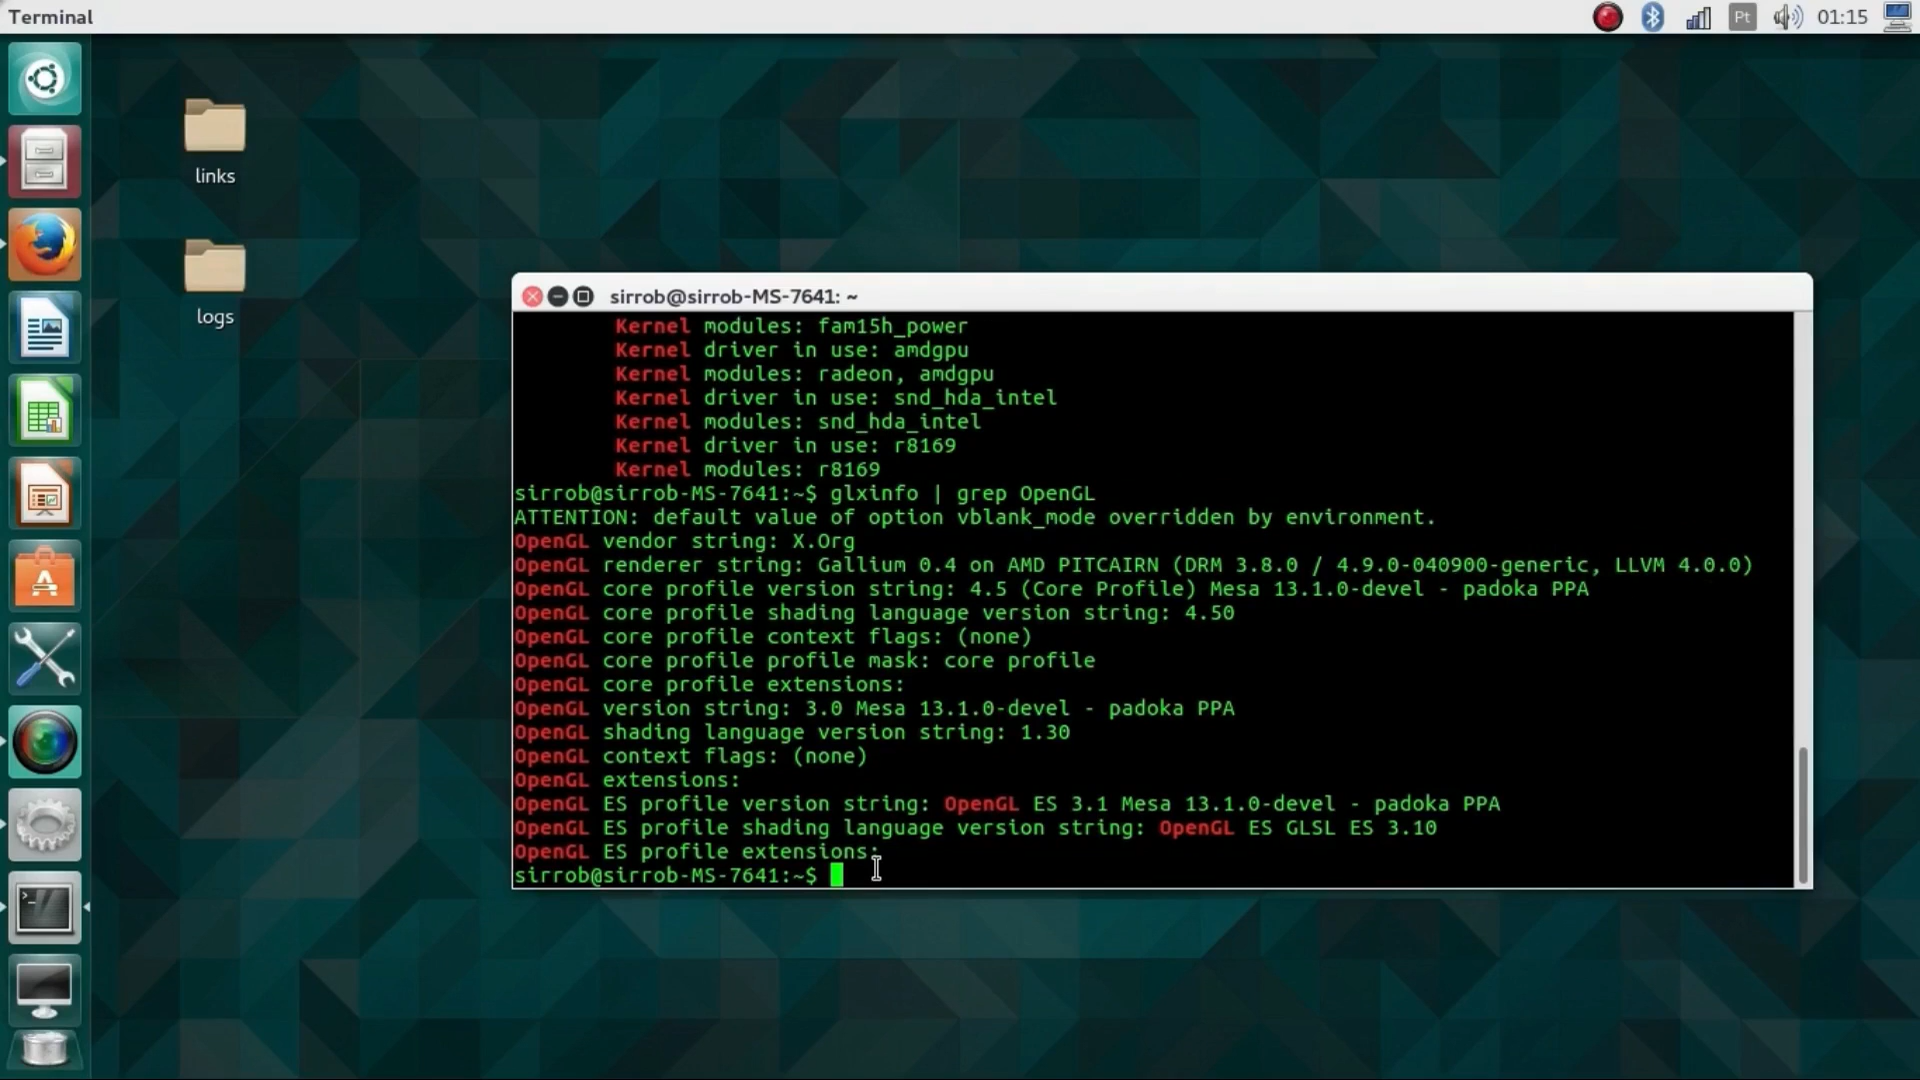 Terminal
Pt
01:15
links
logs
sirrob@sirrob-MS-7641: ~
Kernel modules: fam15h_power
Kernel driver in use: amdgpu
Kernel modules: radeon, amdgpu
Kernel driver in use: snd_hda_intel
Kernel modules: snd_hda_intel
Kernel driver in use: r8169
Kernel modules: r8169
sirrob@sirrob-MS-7641:~$ glxinfo | grep OpenGL
ATTENTION: default value of option vblank_mode overridden by environment.
OpenGL vendor string: X.Org
OpenGL renderer string: Gallium 0.4 on AMD PITCAIRN (DRM 3.8.0 / 4.9.0-040900-generic, LLVM 4.0.0)
OpenGL core profile version string: 4.5 (Core Profile) Mesa 13.1.0-devel - padoka PPA
OpenGL core profile shading language version string: 4.50
OpenGL core profile context flags: (none)
OpenGL core profile profile mask: core profile
OpenGL core profile extensions:
OpenGL version string: 3.0 Mesa 13.1.0-devel - padoka PPA
OpenGL shading language version string: 1.30
OpenGL context flags: (none)
OpenGL extensions:
OpenGL ES profile version string: OpenGL ES 3.1 Mesa 13.1.0-devel - padoka PPA
OpenGL ES profile shading language version string: OpenGL ES GLSL ES 3.10
OpenGL ES profile extensions:
sirrob@sirrob-MS-7641:~$